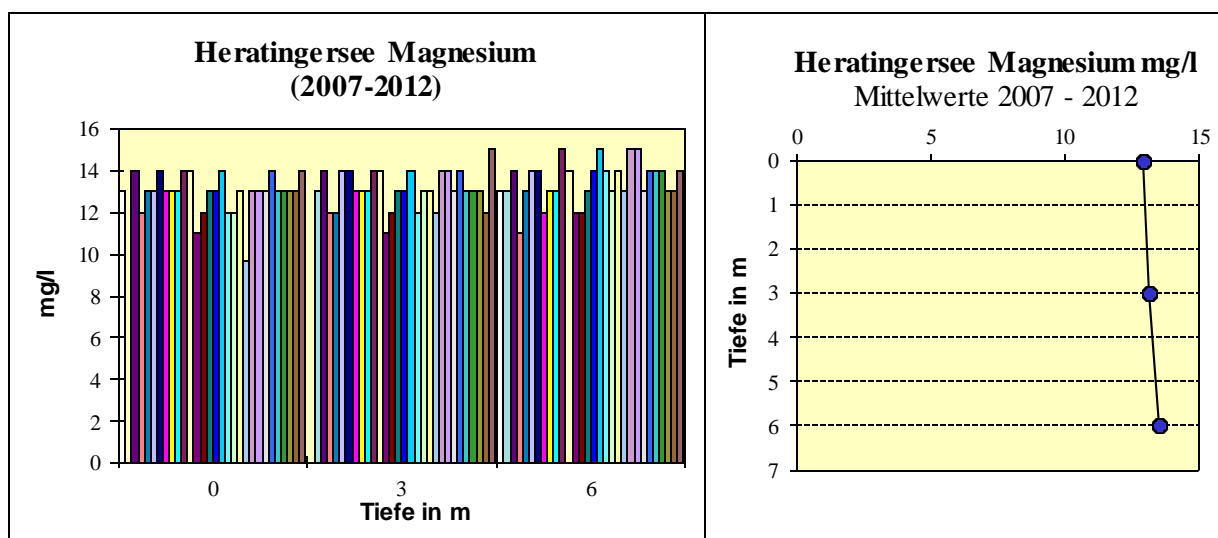 Heratingersee Magnesium
(2007-2012)
16
14
12
10
8
6
4
2
0
mg/l
0 3 6
Tiefe in m
Heratingersee Magnesium mg/l
Mittelwerte 2007 - 2012
0 5 10 15
0
1
2
3
4
5
6
7
Tiefe in m